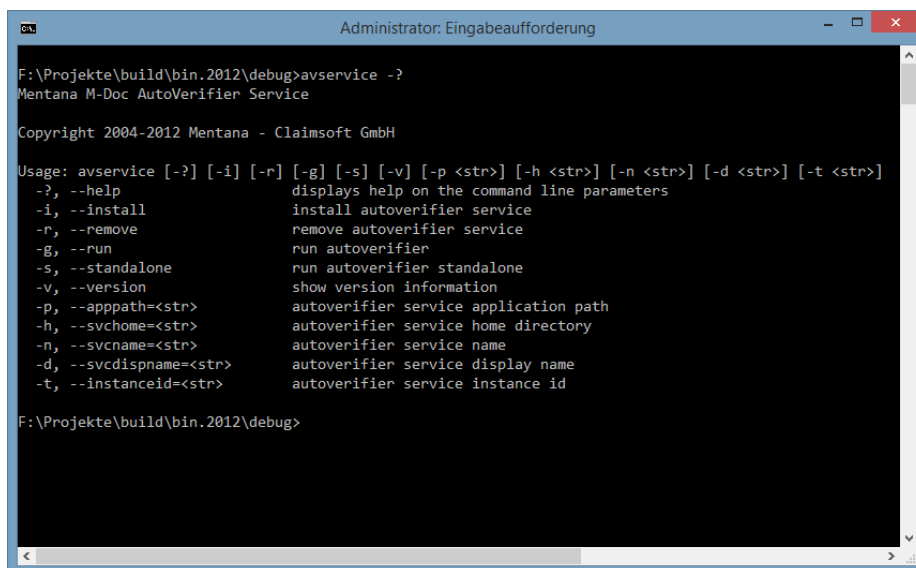 Administrator: Eingabeaufforderung
F:\Projekte\build\bin.2012\debug>avservice -?
Mentana M-Doc AutoVerifier Service
Copyright 2004-2012 Mentana - Claimsoft GmbH
Usage: avservice [-?] [-i] [-r] [-g] [-s] [-v] [-p <str>] [-h <str>] [-n <str>] [-d <str>] [-t <str>]
-?, --help displays help on the command line parameters
-i, --install install autoverifier service
-r, --remove remove autoverifier service
-g, --run run autoverifier
-s, --standalone run autoverifier standalone
-v, --version show version information
-p, --apppath=<str> autoverifier service application path
-h, --svchome=<str> autoverifier service home directory
-n, --svcname=<str> autoverifier service name
-d, --svcdispname=<str> autoverifier service display name
-t, --instanceid=<str> autoverifier service instance id
F:\Projekte\build\bin.2012\debug>